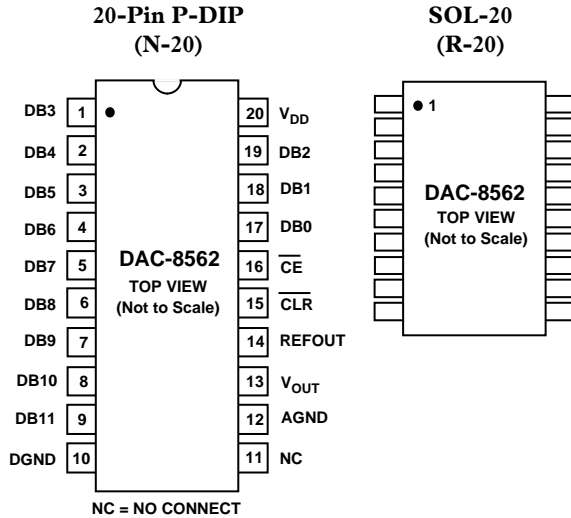 20-Pin P-DIP
(N-20)
DB3 1
DB4 2
DB5 3
DB6 4
DB7 5
DB8 6
DB9 7
DB10 8
DB11 9
DGND 10
DAC-8562
TOP VIEW
(Not to Scale)
20 VDD
19 DB2
18 DB1
17 DB0
16 CE
15 CLR
14 REFOUT
13 VOUT
12 AGND
11 NC
NC = NO CONNECT
SOL-20
(R-20)
1
DAC-8562
TOP VIEW
(Not to Scale)